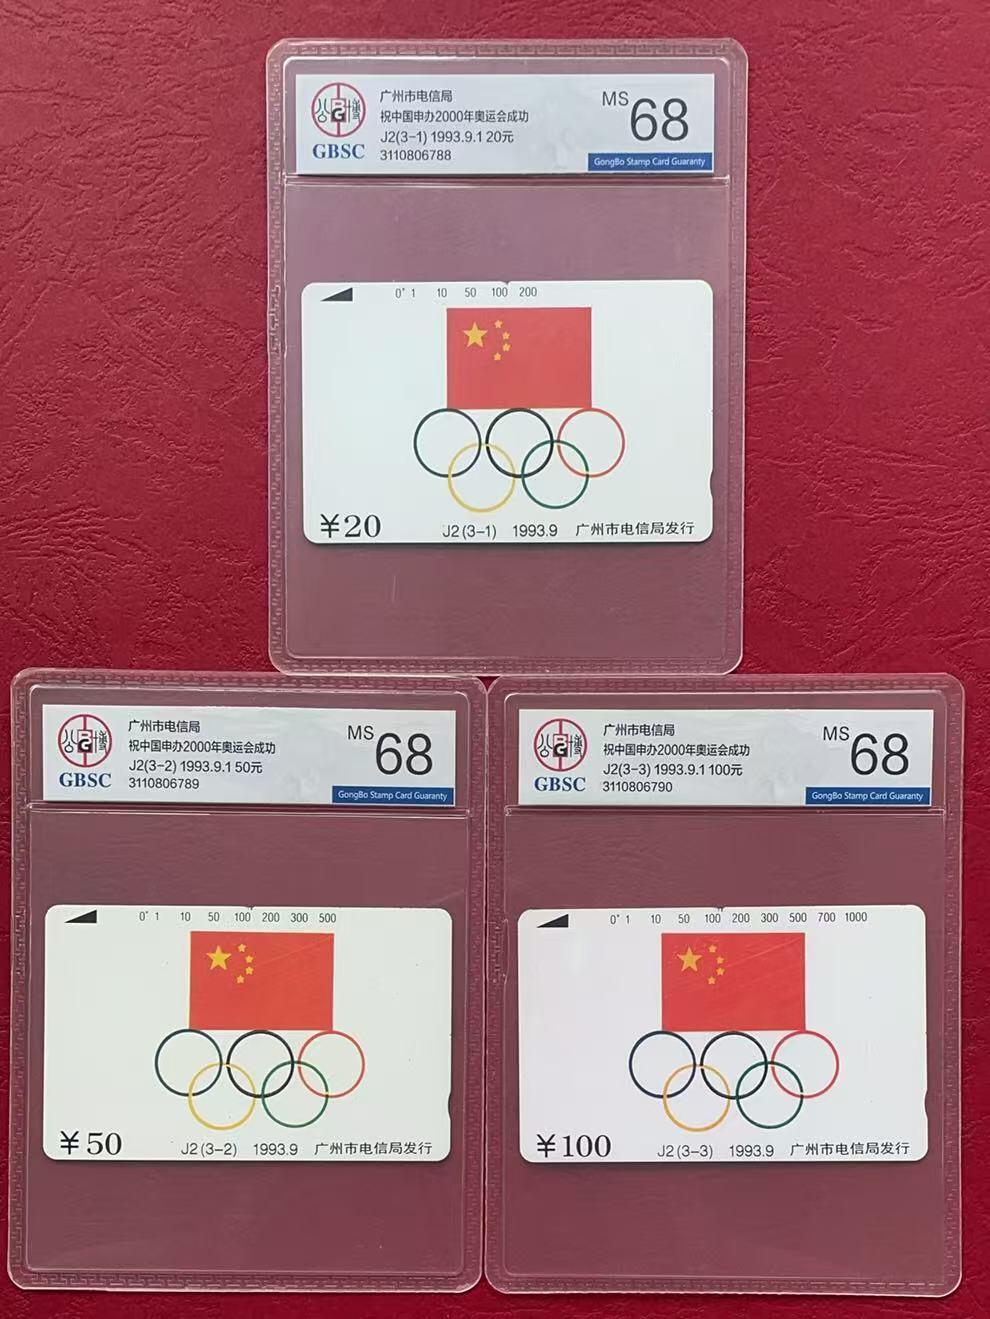 广州市电信局
祝中国申办2000年奥运会成功
J2(3-1) 1993.9.1 20元
3110806788
GBSC
MS 68
GongBo Stamp Card Guaranty
0° 1 10 50 100 200
¥20 J2(3-1) 1993.9 广州市电信局发行
广州市电信局
祝中国申办2000年奥运会成功
J2(3-2) 1993.9.1 50元
3110806789
GBSC
MS 68
GongBo Stamp Card Guaranty
0° 1 10 50 100 200 300 500
¥50 J2(3-2) 1993.9 广州市电信局发行
广州市电信局
祝中国申办2000年奥运会成功
J2(3-3) 1993.9.1 100元
3110806790
GBSC
MS 68
GongBo Stamp Card Guaranty
0° 1 10 50 100 200 300 500 700 1000
¥100 J2(3-3) 1993.9 广州市电信局发行